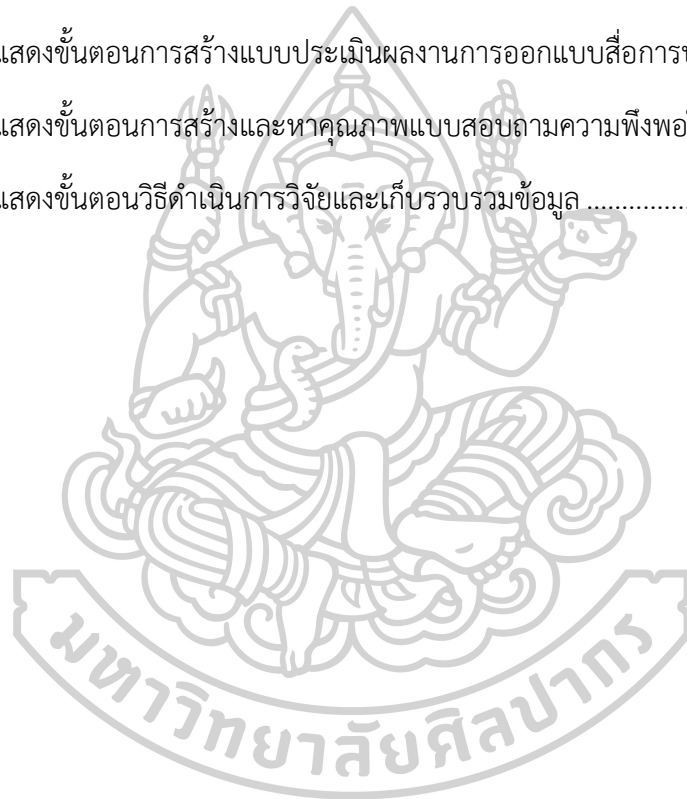 แสดงขั้นตอนการสร้างแบบประเมินผลงานการออกแบบสื่อการ
แสดงขั้นตอนการสร้างและหาคุณภาพแบบสอบถามความพึงพอ
แสดงขั้นตอนวิธีดำเนินการวิจัยและเก็บรวบรวมข้อมูล ...............
มหาวิทยาลัยศิลปากร